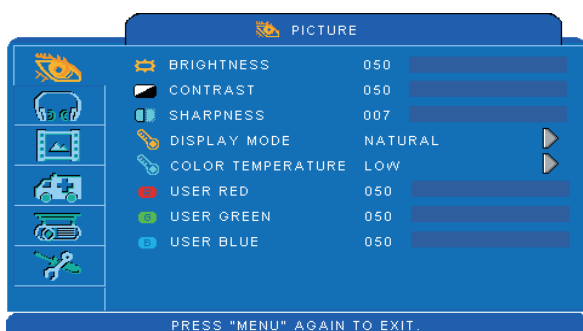 PICTURE
BRIGHTNESS 050
CONTRAST 050
SHARPNESS 007
DISPLAY MODE NATURAL
COLOR TEMPERATURE LOW
R USER RED 050
G USER GREEN 050
B USER BLUE 050
PRESS "MENU" AGAIN TO EXIT.